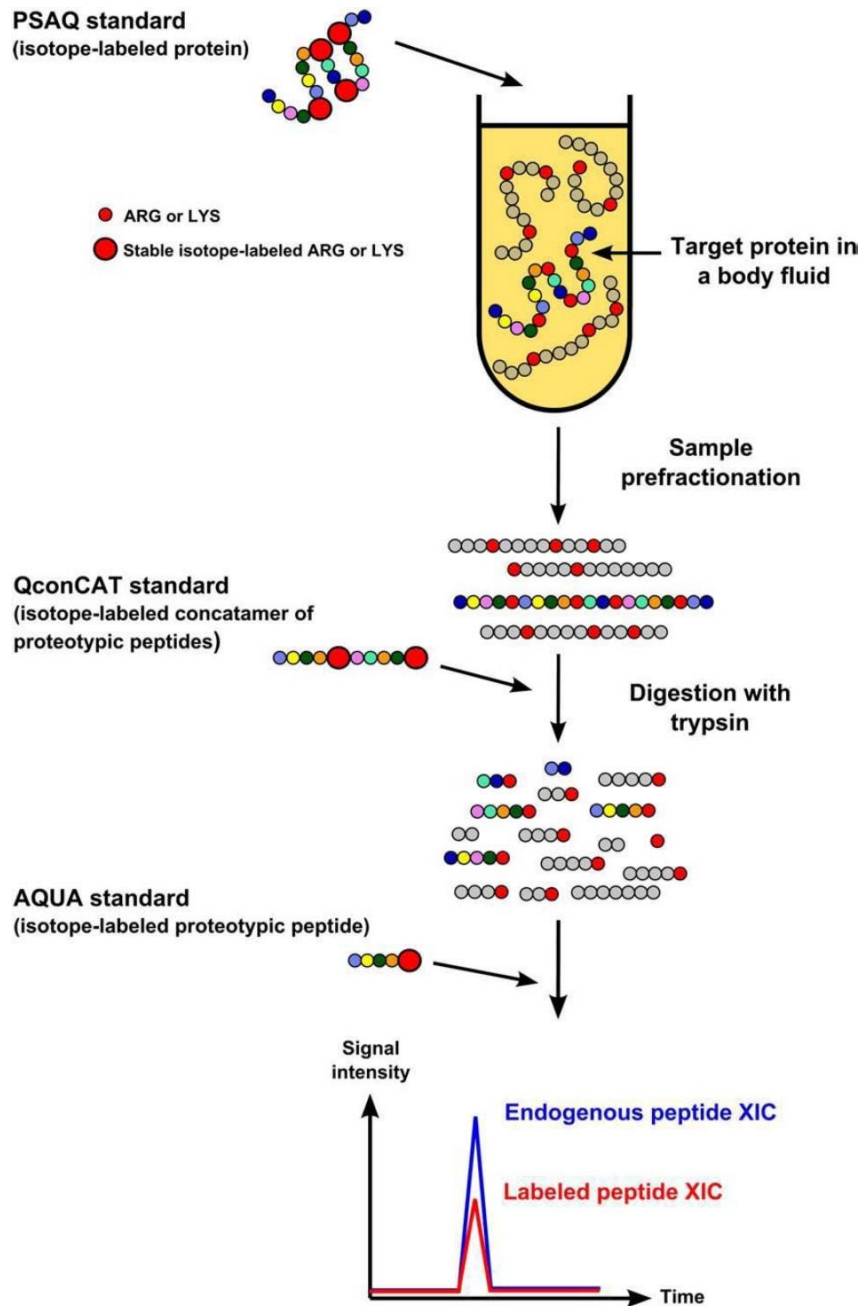 PSAQ standard
(isotope-labeled protein)
ARG or LYS
Stable isotope-labeled ARG or LYS
Target protein in
a body fluid
Sample
prefractionation
QconCAT standard
(isotope-labeled concatamer of
proteotypic peptides)
Digestion with
trypsin
AQUA standard
(isotope-labeled proteotypic peptide)
Signal
intensity
Endogenous peptide XIC
Labeled peptide XIC
Time